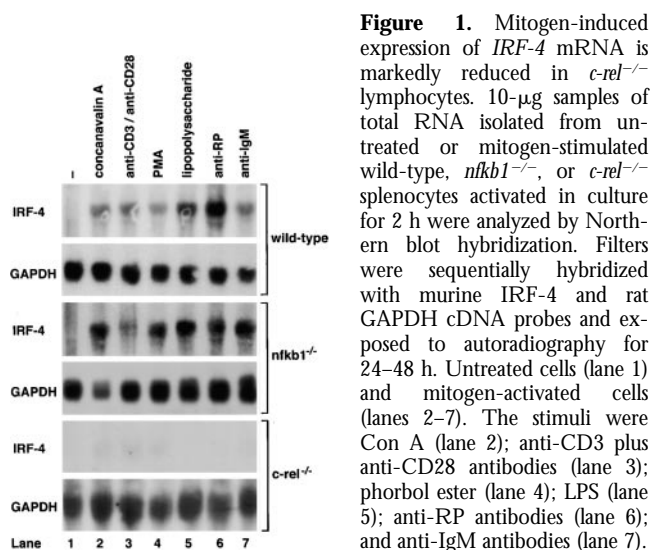 –
concanavalin A
anti-CD3 / anti-CD28
PMA
lipopolysaccharide
anti-RP
anti-IgM
IRF-4
GAPDH
wild-type
IRF-4
GAPDH
nfkb1-/-
IRF-4
GAPDH
c-rel-/-
Lane 1 2 3 4 5 6 7
Figure 1. Mitogen-induced
expression of IRF-4 mRNA is
markedly reduced in c-rel−/−
lymphocytes. 10-μg samples of
total RNA isolated from un-
treated or mitogen-stimulated
wild-type, nfkb1−/−, or c-rel−/−
splenocytes activated in culture
for 2 h were analyzed by North-
ern blot hybridization. Filters
were sequentially hybridized
with murine IRF-4 and rat
GAPDH cDNA probes and ex-
posed to autoradiography for
24–48 h. Untreated cells (lane 1)
and mitogen-activated cells
(lanes 2–7). The stimuli were
Con A (lane 2); anti-CD3 plus
anti-CD28 antibodies (lane 3);
phorbol ester (lane 4); LPS (lane
5); anti-RP antibodies (lane 6);
and anti-IgM antibodies (lane 7).